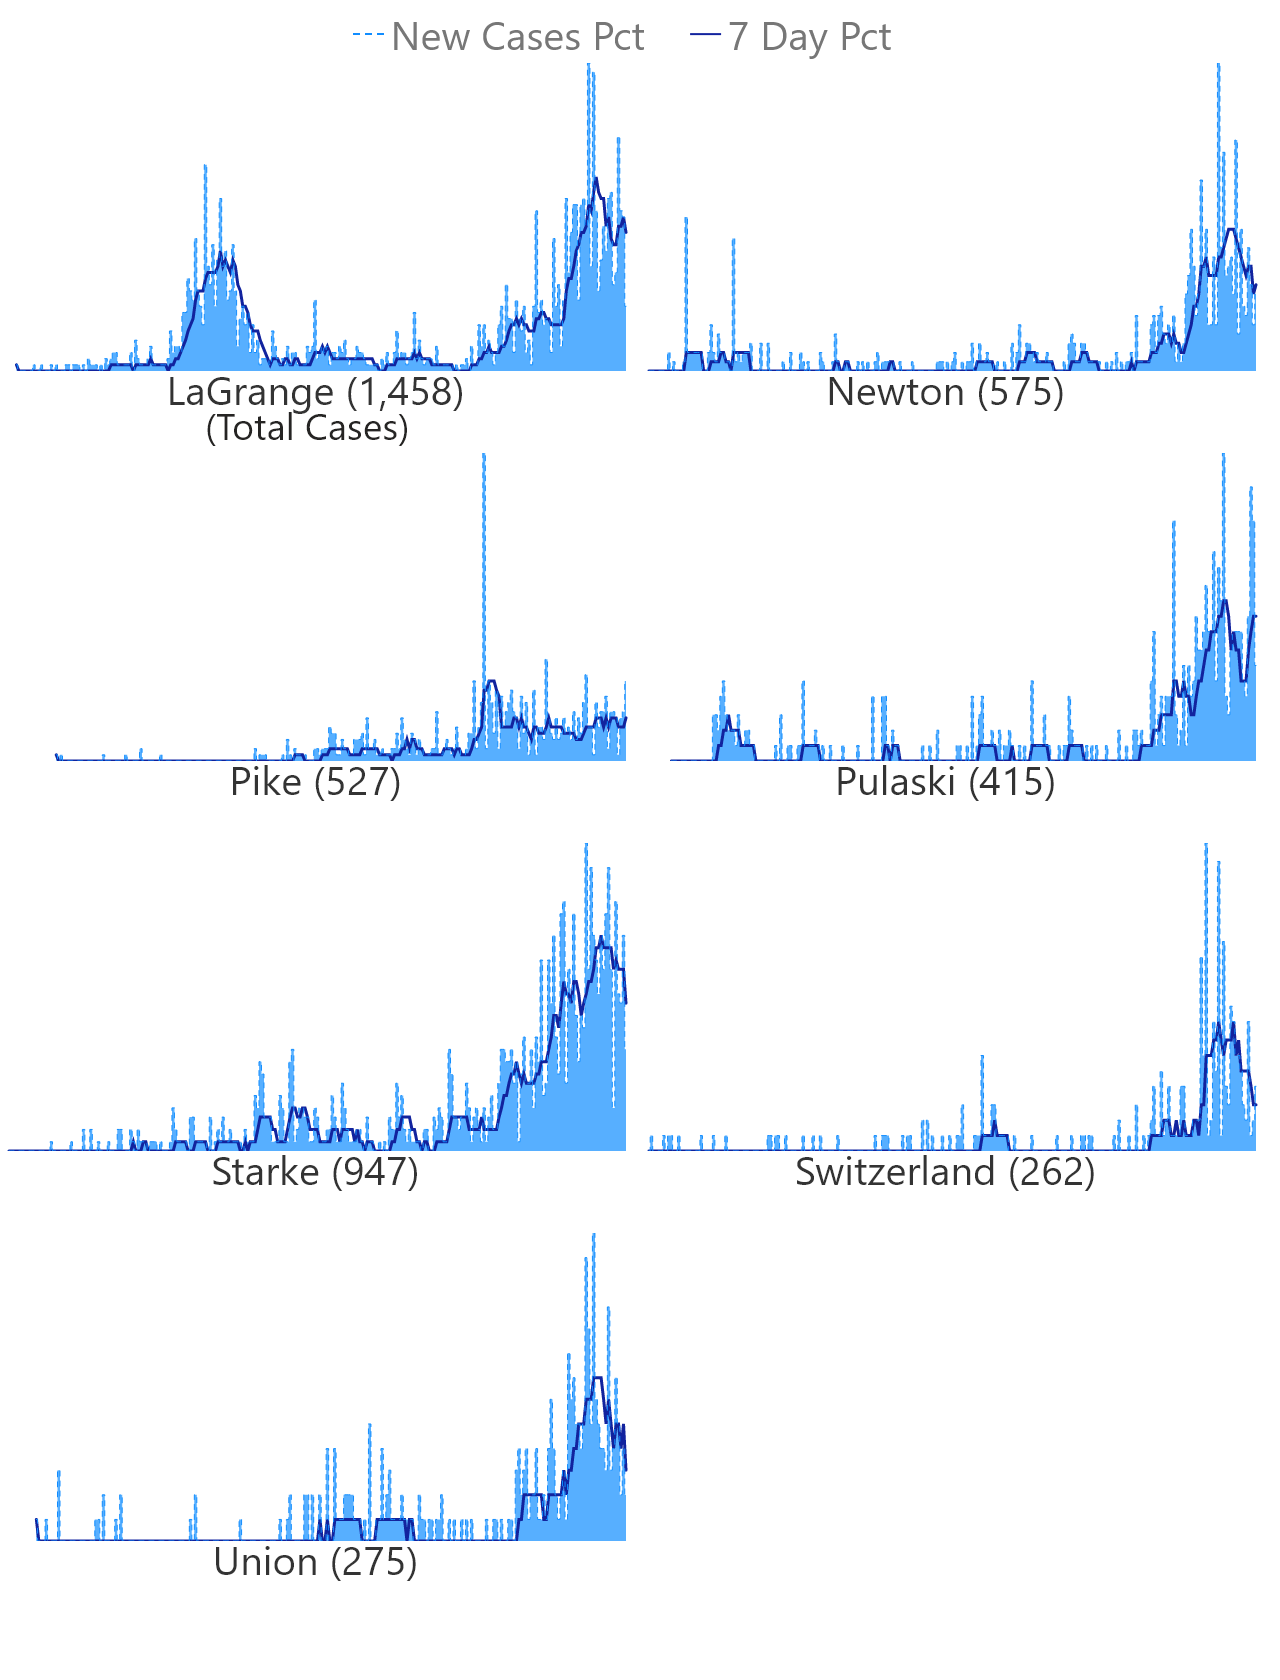 New Cases Pct 7 Day Pct
LaGrange (1,458)
(Total Cases)
Newton (575)
Pike (527)
Pulaski (415)
Starke (947)
Switzerland (262)
Union (275)